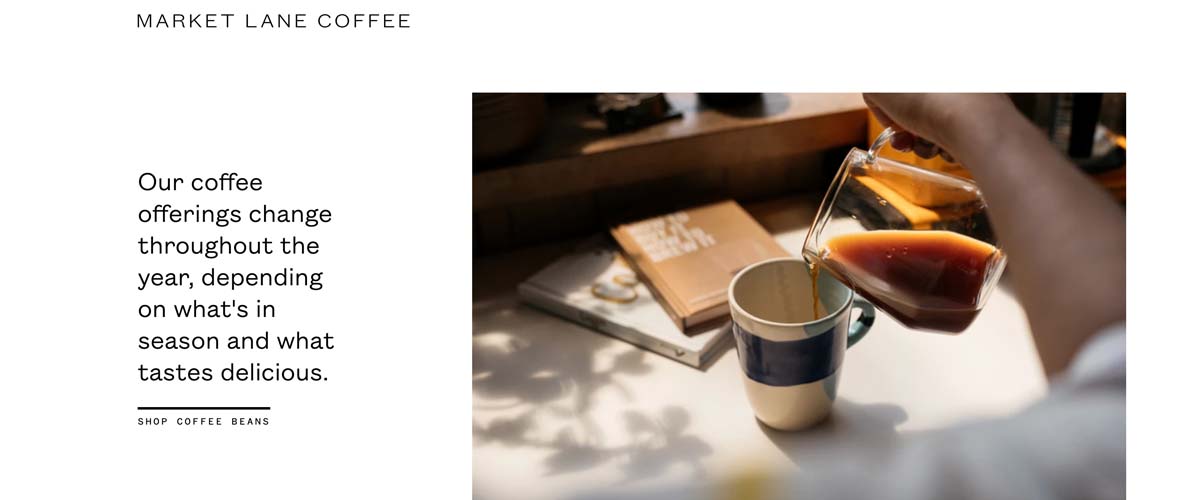 MARKET LANE COFFEE
Our coffee
offerings change
throughout the
year, depending
on what's in
season and what
tastes delicious.
SHOP COFFEE BEANS